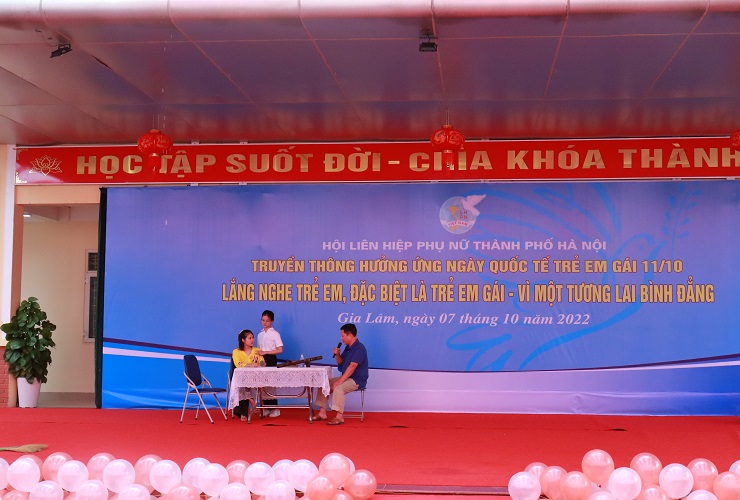 HỌC TẬP SUỐT ĐỜI - CHÌA KHÓA THÀNH
HỘI LIÊN HIỆP PHỤ NỮ THÀNH PHỐ HÀ NỘI
TRUYỀN THÔNG HƯỞNG ỨNG NGÀY QUỐC TẾ TRẺ EM GÁI 11/10
LẮNG NGHE TRẺ EM, ĐẶC BIỆT LÀ TRẺ EM GÁI - VÌ MỘT TƯƠNG LAI BÌNH ĐẲNG
Gia Lâm, ngày 07 tháng 10 năm 2022